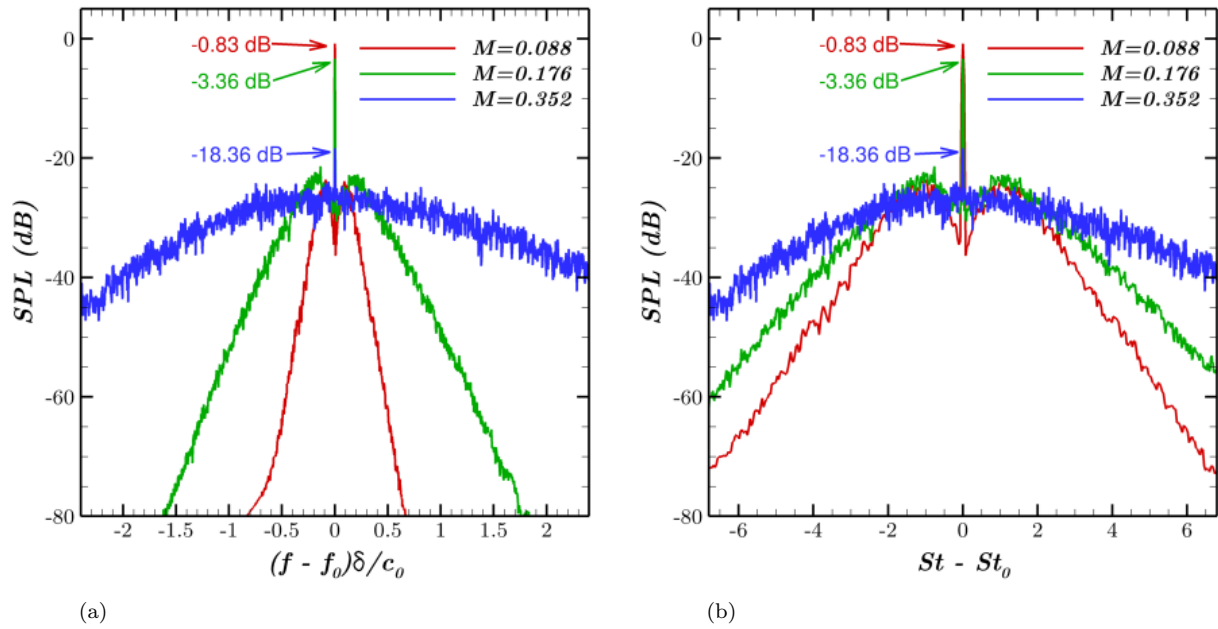 0
-20
-40
-60
-80
SPL (dB)
-0.83 dB
-3.36 dB
-18.36 dB
M=0.088
M=0.176
M=0.352
-2 -1.5 -1 -0.5 0 0.5 1 1.5 2
(f - f₀)δ/c₀
(a)
0
-20
-40
-60
-80
SPL (dB)
-0.83 dB
-3.36 dB
-18.36 dB
M=0.088
M=0.176
M=0.352
-6 -4 -2 0 2 4 6
St - St₀
(b)